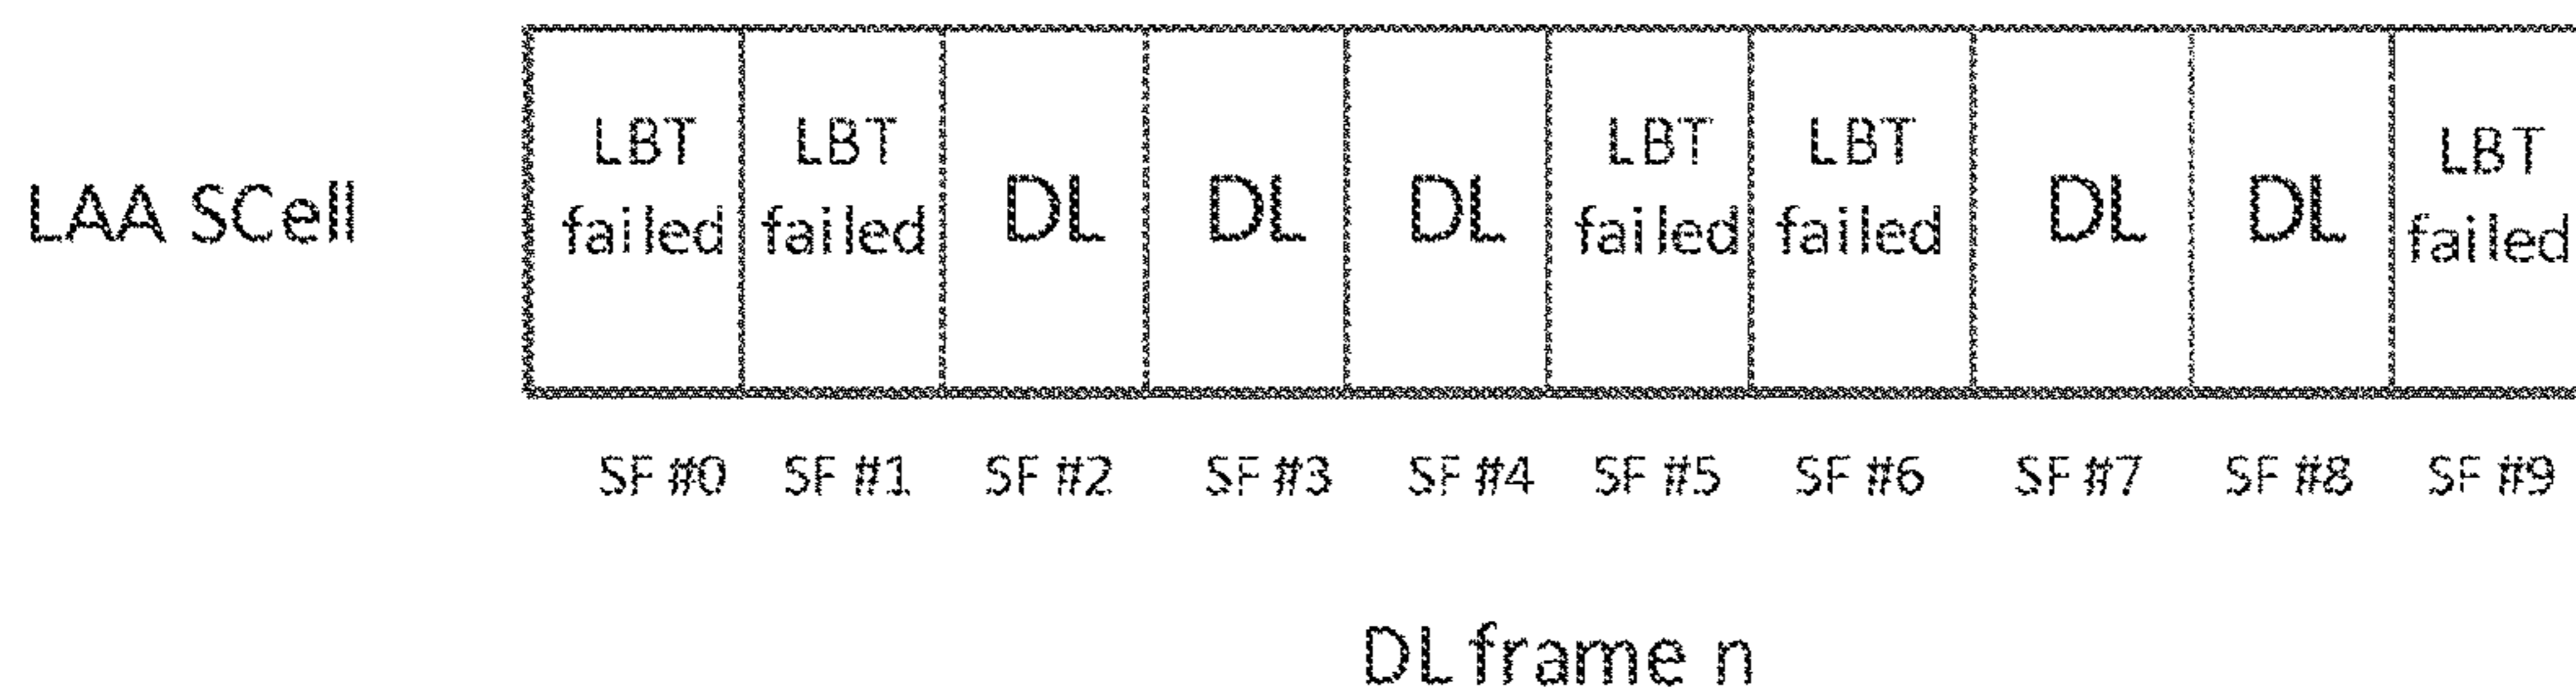 LAA SCell
LBT failed
LBT failed
DL
DL
DL
LBT failed
LBT failed
DL
DL
LBT failed
SF #0 SF #1 SF #2 SF #3 SF #4 SF #5 SF #6 SF #7 SF #8 SF #9
DL frame n